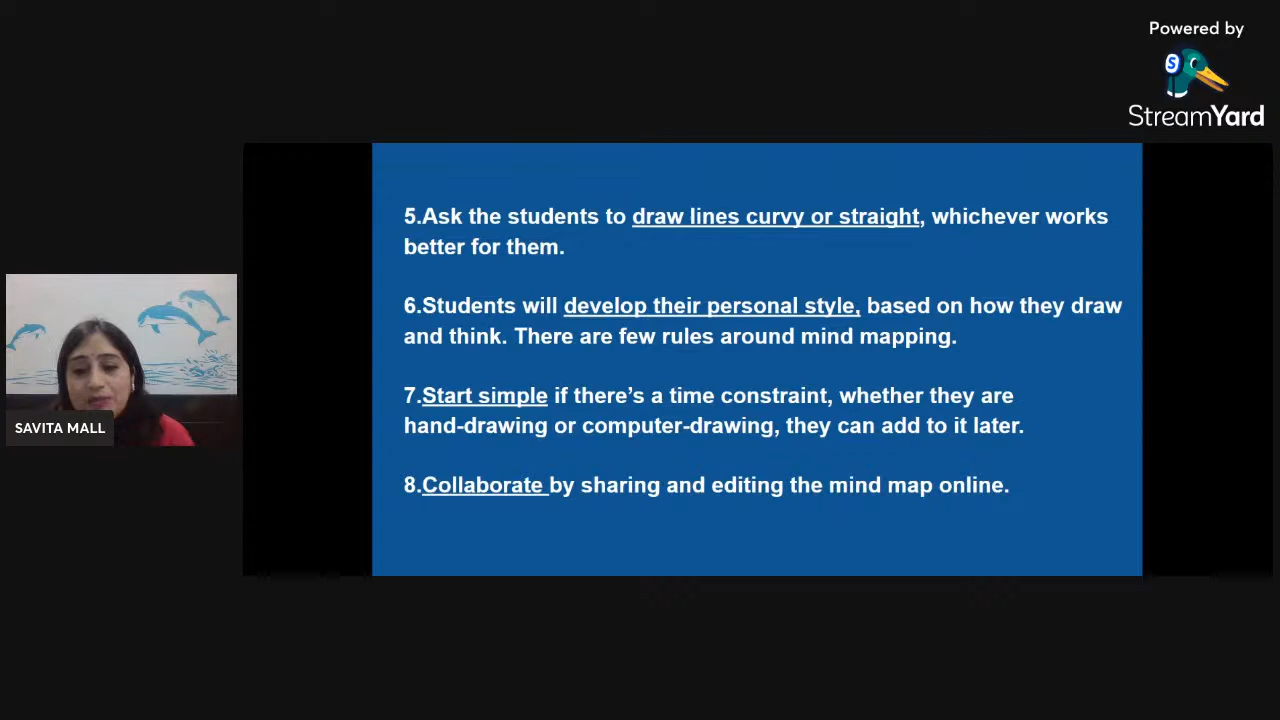 Powered by
S
StreamYard
5.Ask the students to draw lines curvy or straight, whichever works
better for them.
6.Students will develop their personal style, based on how they draw
and think. There are few rules around mind mapping.
7.Start simple if there’s a time constraint, whether they are
hand-drawing or computer-drawing, they can add to it later.
8.Collaborate by sharing and editing the mind map online.
SAVITA MALL